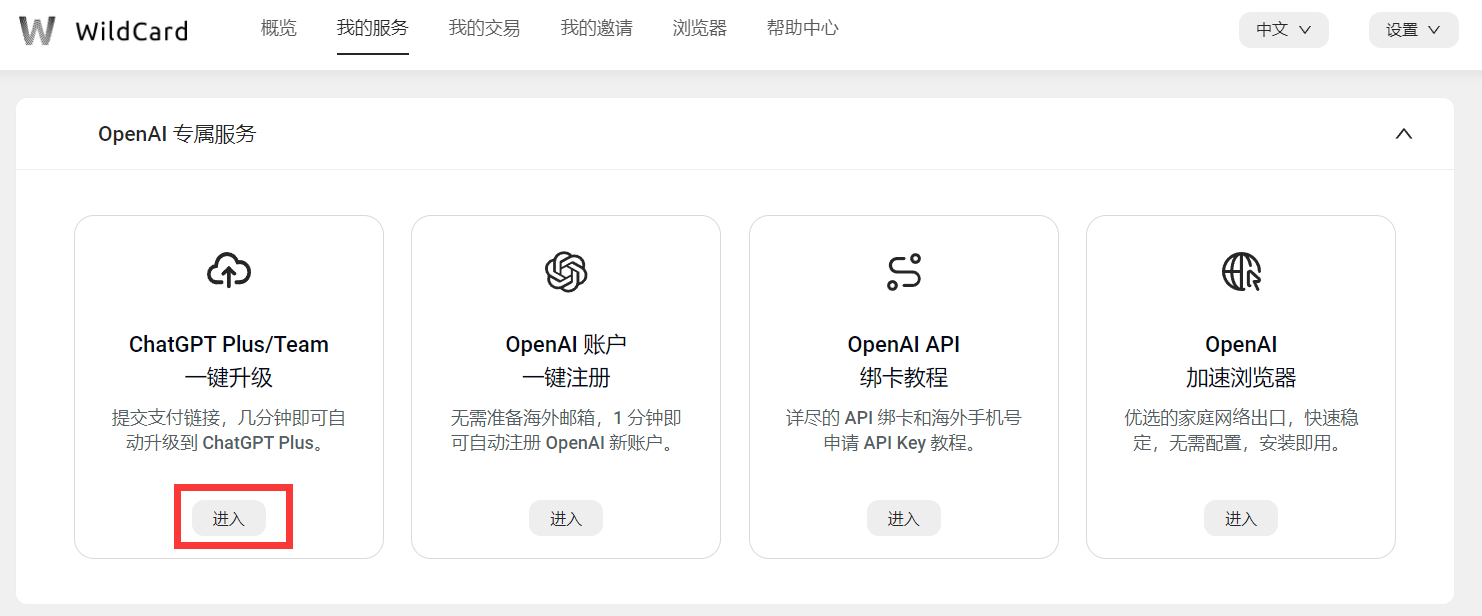 WildCard
概览
我的服务
我的交易
我的邀请
浏览器
帮助中心
中文
设置
OpenAI 专属服务
ChatGPT Plus/Team
一键升级
提交支付链接，几分钟即可自
动升级到 ChatGPT Plus。
进入
OpenAI 账户
一键注册
无需准备海外邮箱，1 分钟即
可自动注册 OpenAI 新账户。
进入
OpenAI API
绑卡教程
详尽的 API 绑卡和海外手机号
申请 API Key 教程。
进入
OpenAI
加速浏览器
优选的家庭网络出口，快速稳
定，无需配置，安装即用。
进入